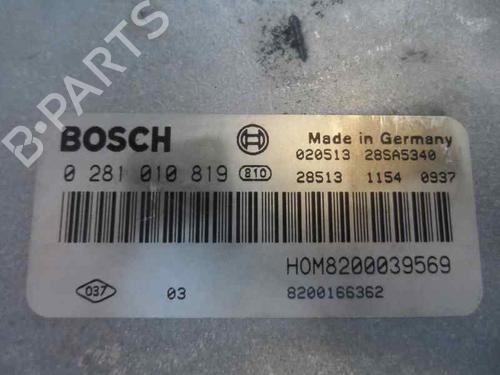 B-PARTS
BOSCH
Made in Germany
020513 28SA5340
0 281 010 819 810
28513 1154 0937
HOM8200039569
037 03 8200166362